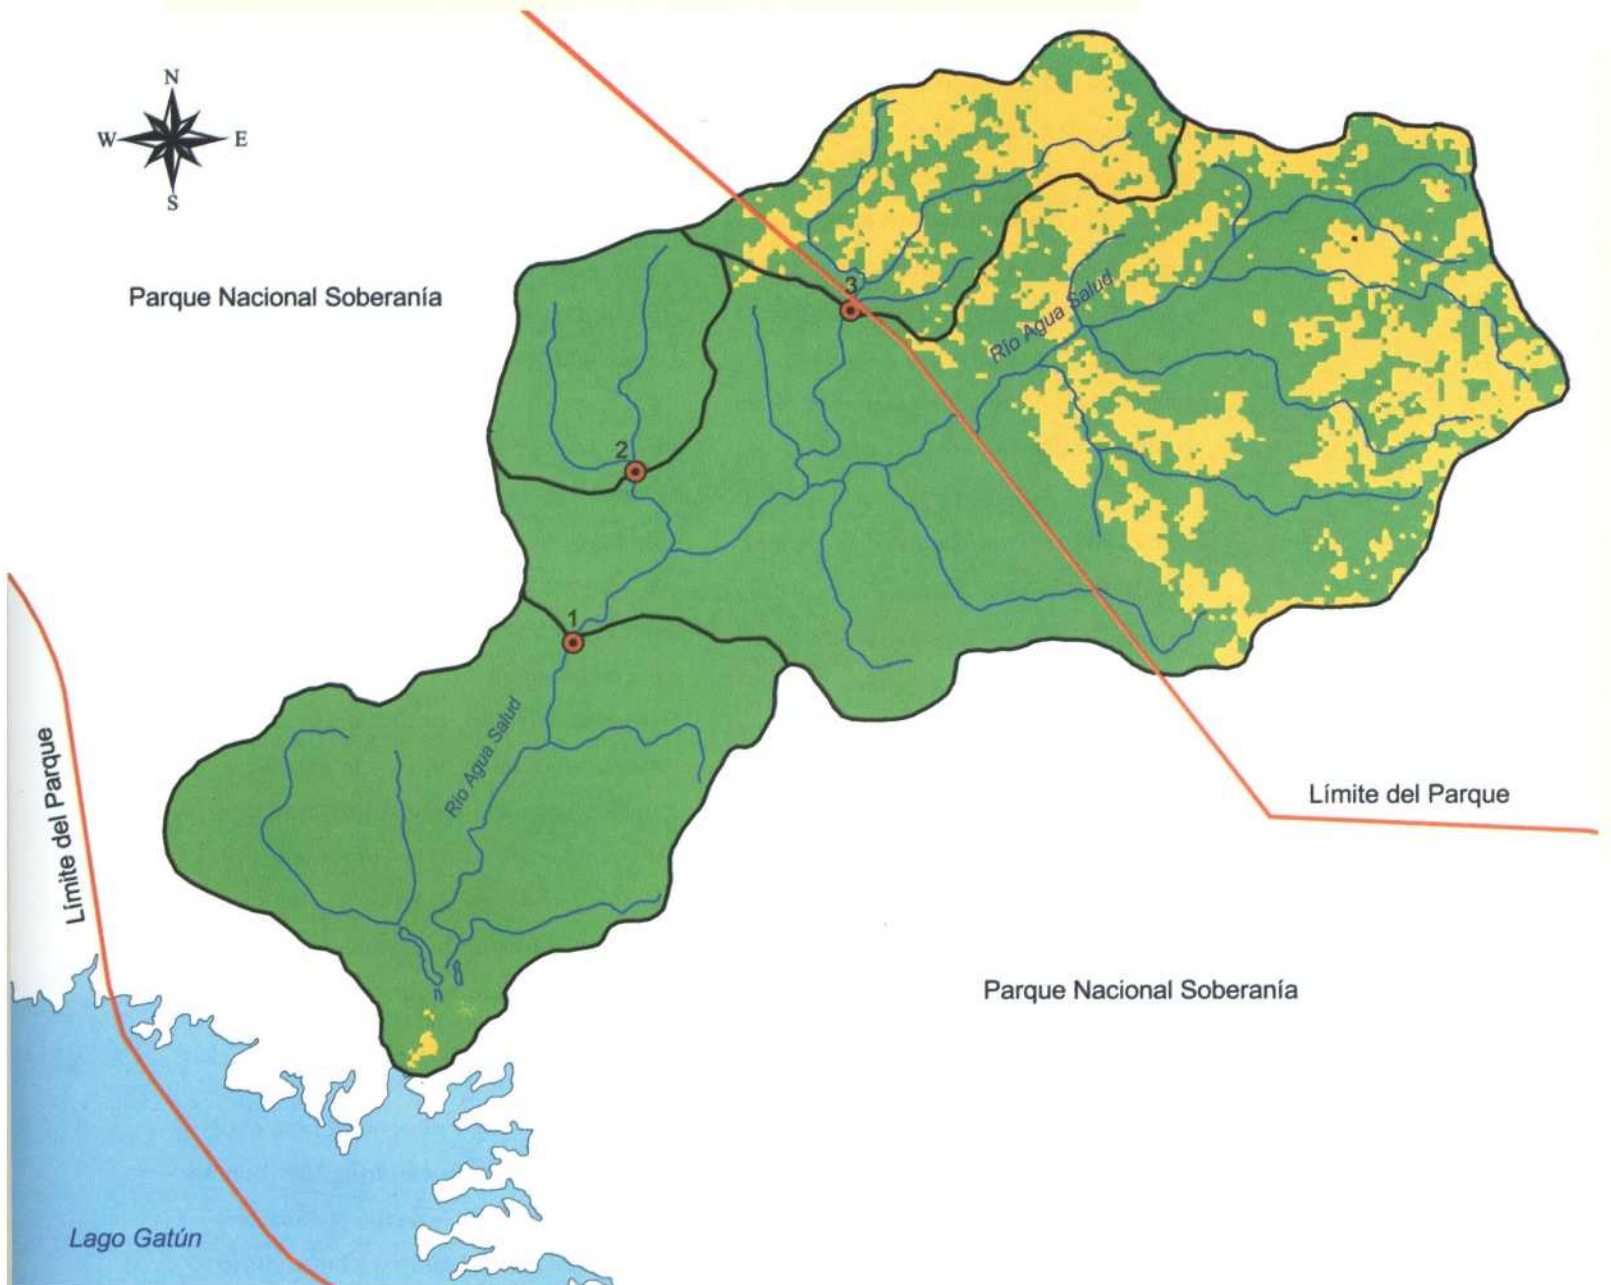 N
W E
S
Parque Nacional Soberanía
3
Río Agua Salud
2
1
Río Agua Salud
Límite del Parque
Límite del Parque
Parque Nacional Soberanía
Lago Gatún